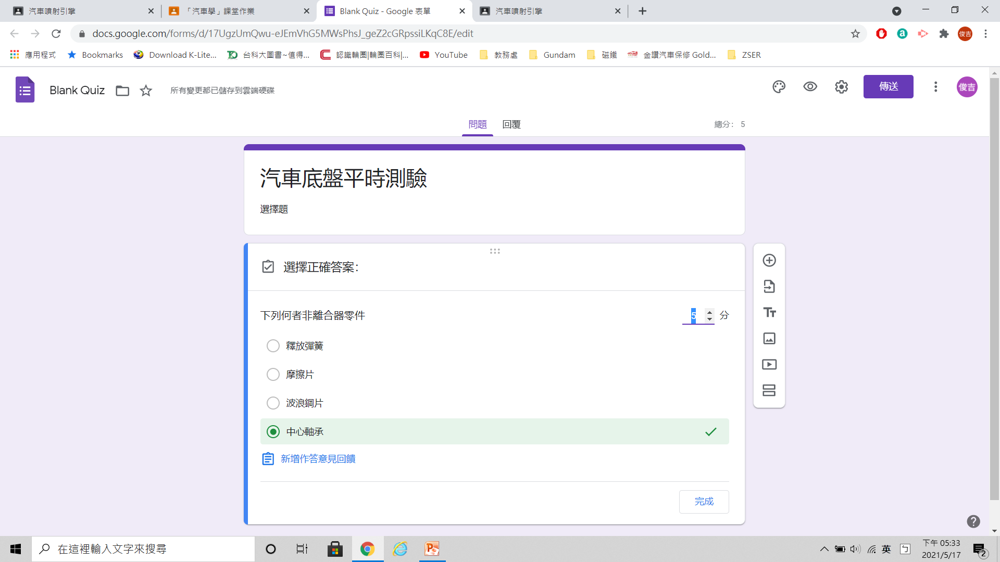 汽車噴射引擎
「汽車學」課堂作業
Blank Quiz - Google 表單
汽車噴射引擎
docs.google.com/forms/d/17UgzUmQwu-eJEmVhG5MWsPhsJ_geZ2cGRpssiLKqC8E/edit
俊吉
應用程式
Bookmarks
Download K-Lite...
台科大圖書~值得...
認識輪圈|輪圈百科|...
YouTube
教務處
Gundam
磁鐵
金讚汽車保修 Gold...
ZSER
Blank Quiz
所有變更都已儲存到雲端硬碟
傳送
俊吉
問題
回覆
總分： 5
汽車底盤平時測驗
選擇題
選擇正確答案：
下列何者非離合器零件
5 分
釋放彈簧
摩擦片
波浪鋼片
中心軸承
新增作答意見回饋
完成
在這裡輸入文字來搜尋
英
ㄅ
下午 05:33
2021/5/17
2